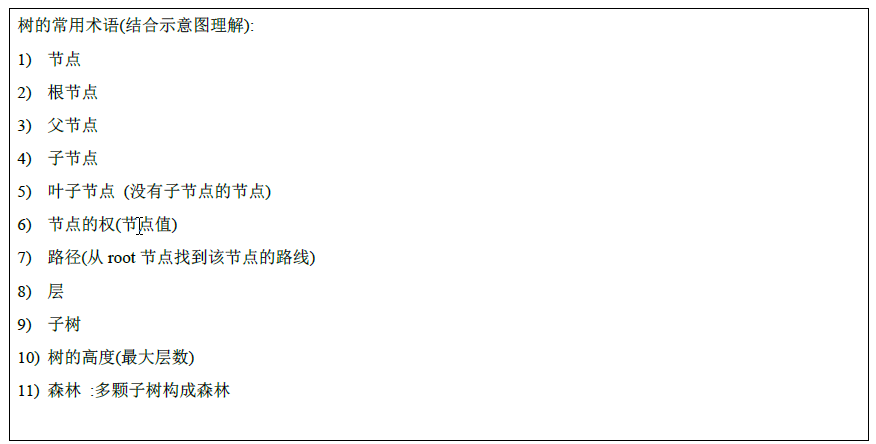 树的常用术语(结合示意图理解):
1) 节点
2) 根节点
3) 父节点
4) 子节点
5) 叶子节点 (没有子节点的节点)
6) 节点的权(节点值)
7) 路径(从 root 节点找到该节点的路线)
8) 层
9) 子树
10) 树的高度(最大层数)
11) 森林 :多颗子树构成森林